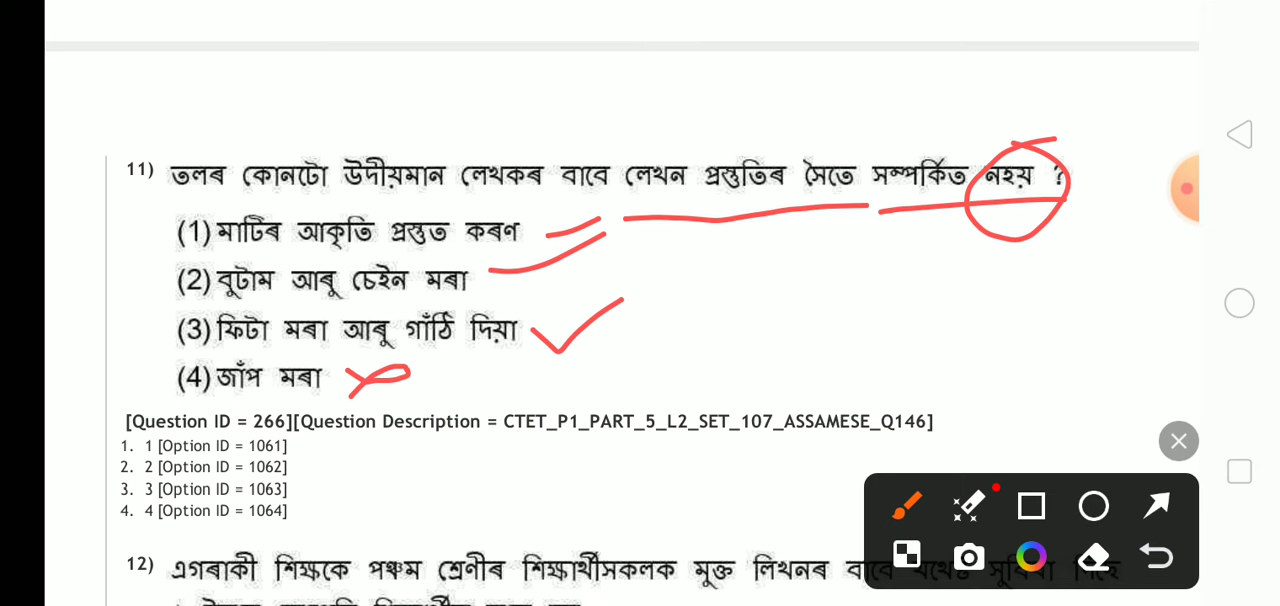 11) তলৰ কোনটো উদীয়মান লেখকৰ বাবে লেখন প্ৰস্তুতিৰ সৈতে সম্পৰ্কিত নহয় ?
(1) মাটিৰ আকৃতি প্ৰস্তুত কৰণ
(2) বুটাম আৰু চেইন মৰা
(3) ফিটা মৰা আৰু গাঁঠি দিয়া
(4) জাঁপ মৰা
[Question ID = 266][Question Description = CTET_P1_PART_5_L2_SET_107_ASSAMESE_Q146]
1. 1 [Option ID = 1061]
2. 2 [Option ID = 1062]
3. 3 [Option ID = 1063]
4. 4 [Option ID = 1064]
12) এগৰাকী শিক্ষকে পঞ্চম শ্ৰেণীৰ শিক্ষাৰ্থীসকলক মুক্ত লিখনৰ বাবে যথেষ্ট সুবিধা দিছে